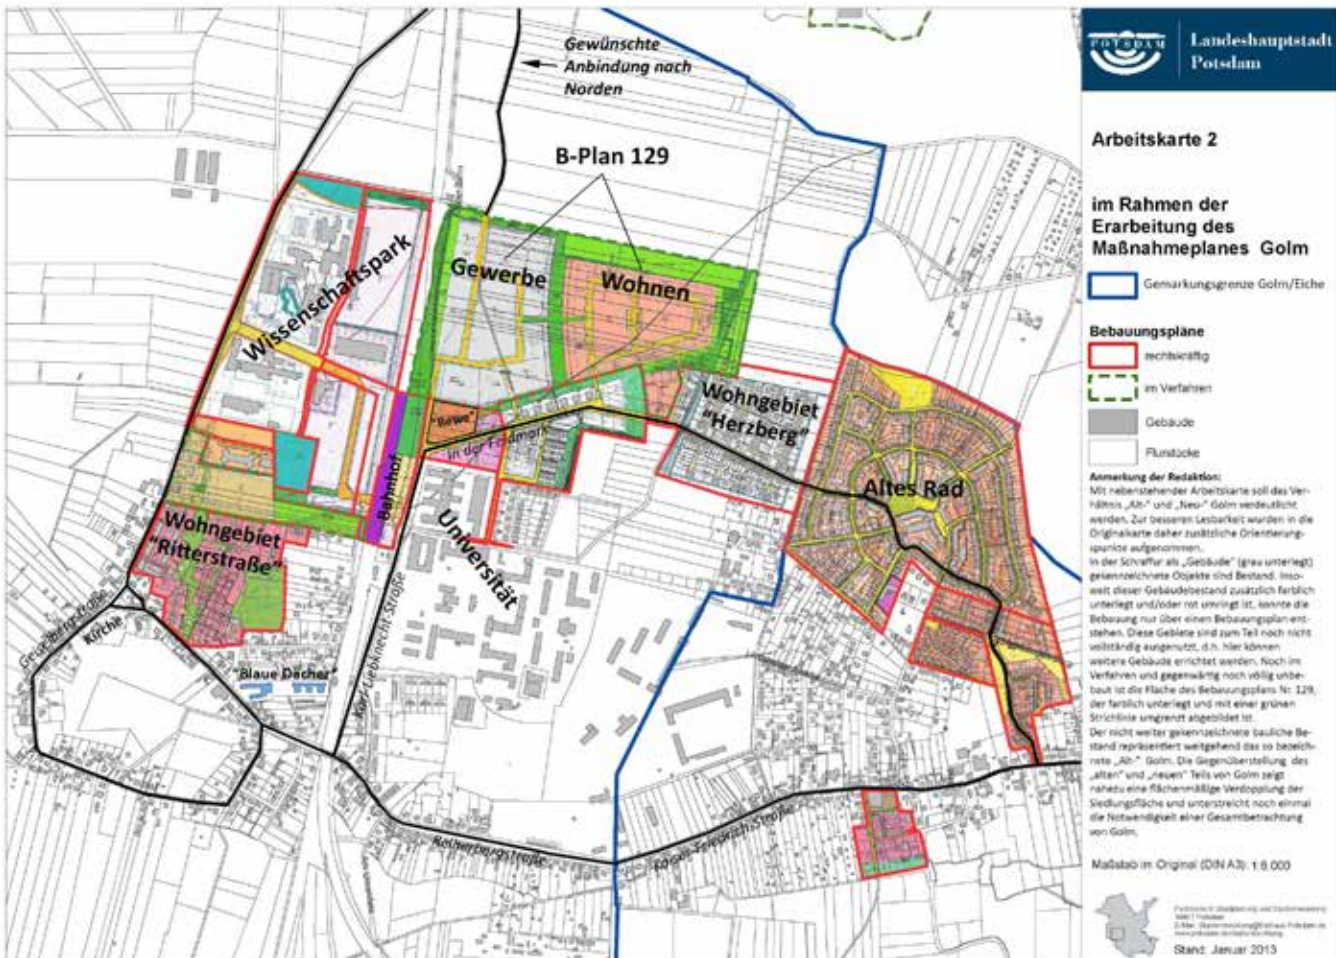 Gewünschte
Anbindung nach
Norden
B-Plan 129
Wissenschaftspark
Gewerbe
Wohnen
"Rewe"
In der Feldmark
Wohngebiet
"Herzberg"
Altes Rad
Bahnhof
Universität
Wohngebiet
"Ritterstraße"
Geiselbergstraße
Kirche
"Blaue Dächer"
Karl-Liebknecht-Straße
Reiherbergstraße
Kaiser-Friedrich-Straße
POTSDAM
Landeshauptstadt
Potsdam
Arbeitskarte 2
im Rahmen der
Erarbeitung des
Maßnahmeplanes Golm
Gemarkungsgrenze Golm/Eiche
Bebauungspläne
rechtskräftig
im Verfahren
Gebäude
Flurstücke
Anmerkung der Redaktion:
Mit nebenstehender Arbeitskarte soll das Ver-
hältnis „Alt-" und „Neu-" Golm verdeutlicht
werden. Zur besseren Lesbarkeit wurden in die
Originalkarte daher zusätzliche Orientierungs-
punkte aufgenommen.
In der Schraffur als „Gebäude" (grau unterlegt)
gekennzeichnete Objekte sind Bestand. Inso-
weit dieser Gebäudebestand zusätzlich farblich
unterlegt und/oder rot umringt ist, konnte die
Bebauung nur über einen Bebauungsplan ent-
stehen. Diese Gebiete sind zum Teil noch nicht
vollständig ausgenutzt, d.h. hier können
weitere Gebäude errichtet werden. Noch im
Verfahren und gegenwärtig noch völlig unbe-
baut ist die Fläche des Bebauungsplans Nr. 129,
der farblich unterlegt und mit einer grünen
Strichlinie umgrenzt abgebildet ist.
Der nicht weiter gekennzeichnete bauliche Be-
stand repräsentiert weitgehend das so bezeich-
nete „Alt-" Golm. Die Gegenüberstellung des
„alten" und „neuen" Teils von Golm zeigt
nahezu eine flächenmäßige Verdopplung der
Siedlungsfläche und unterstreicht noch einmal
die Notwendigkeit einer Gesamtbetrachtung
von Golm.
Maßstab im Original (DIN A3): 1:6.000
Stand: Januar 2013